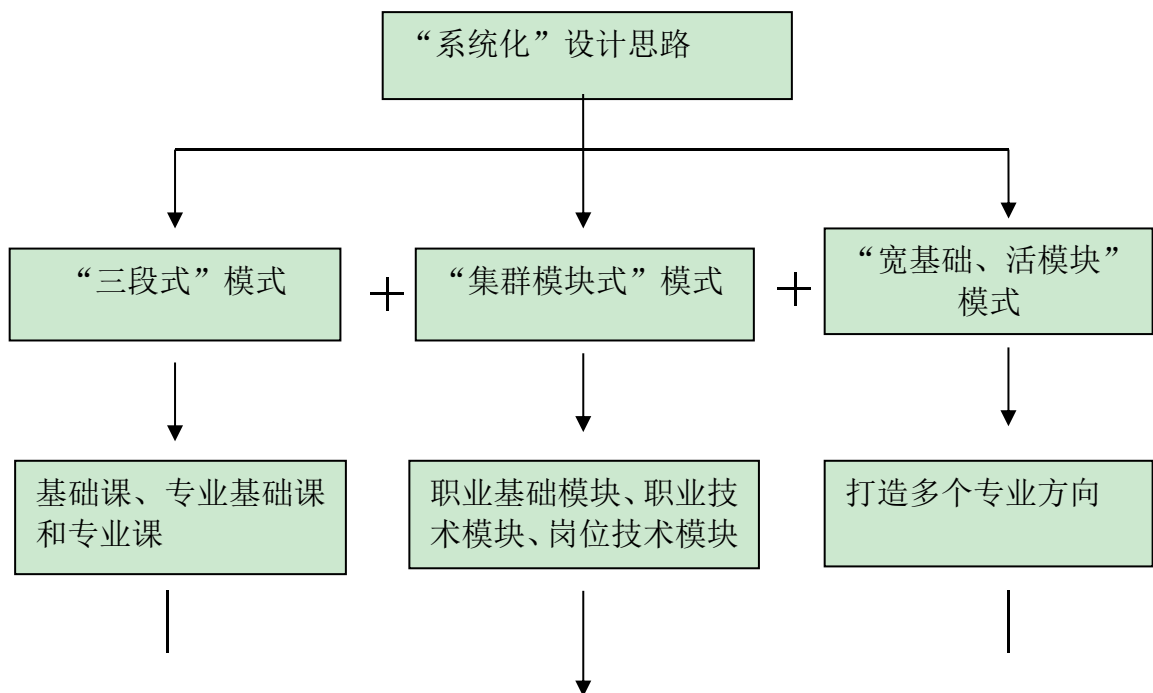 “系统化”设计思路
“三段式”模式
+
“集群模块式”模式
+
“宽基础、活模块”
模式
基础课、专业基础课
和专业课
职业基础模块、职业技
术模块、岗位技术模块
打造多个专业方向